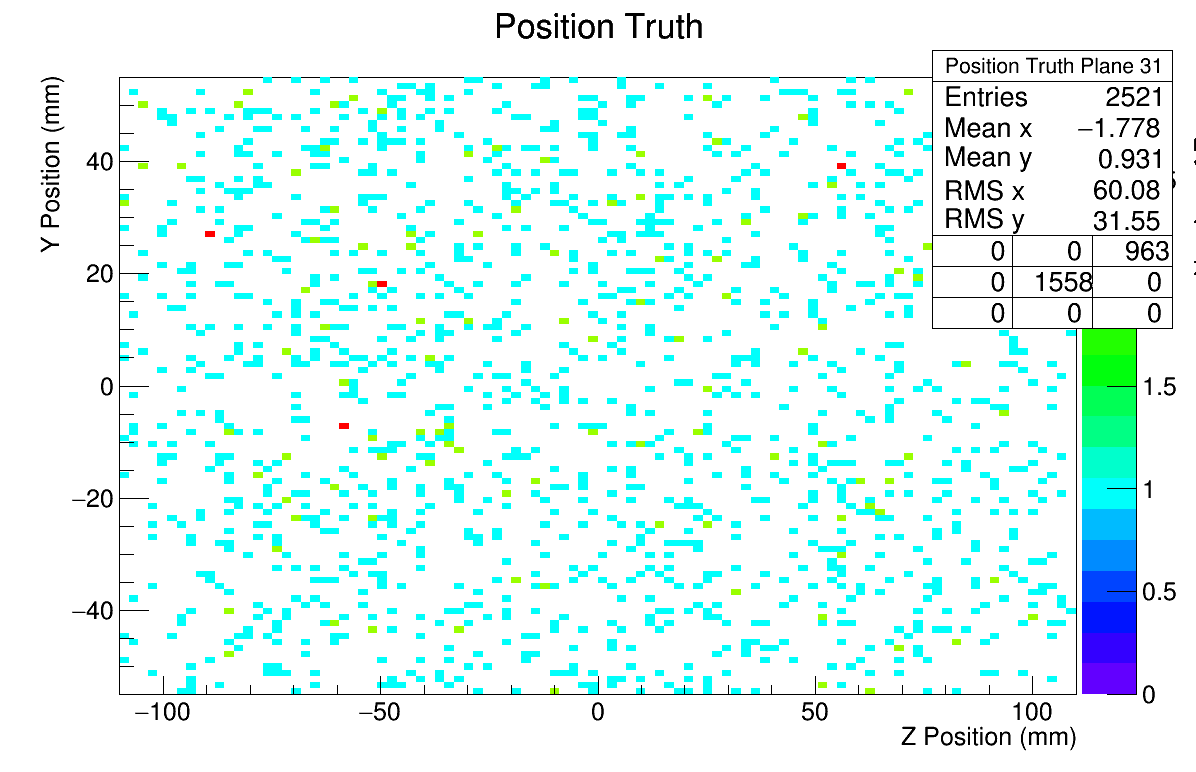 Position Truth
Position Truth Plane 31
Entries 2521
Mean x −1.778
Mean y 0.931
RMS x 60.08
RMS y 31.55
0 0 963
0 1558 0
0 0 0
Y Position (mm)
40
20
0
−20
−40
−100 −50 0 50 100
Z Position (mm)
1.5
1
0.5
0